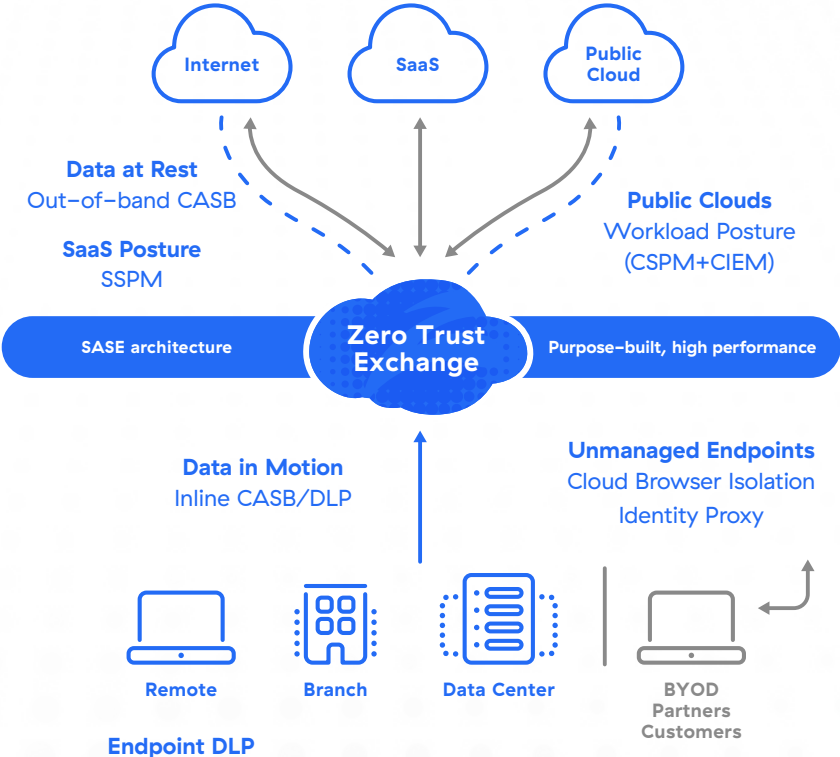 Internet
SaaS
Public
Cloud
Data at Rest
Out-of-band CASB
SaaS Posture
SSPM
Public Clouds
Workload Posture
(CSPM+CIEM)
SASE architecture
Zero Trust
Exchange
Purpose-built, high performance
Data in Motion
Inline CASB/DLP
Unmanaged Endpoints
Cloud Browser Isolation
Identity Proxy
Remote
Branch
Data Center
BYOD
Partners
Customers
Endpoint DLP